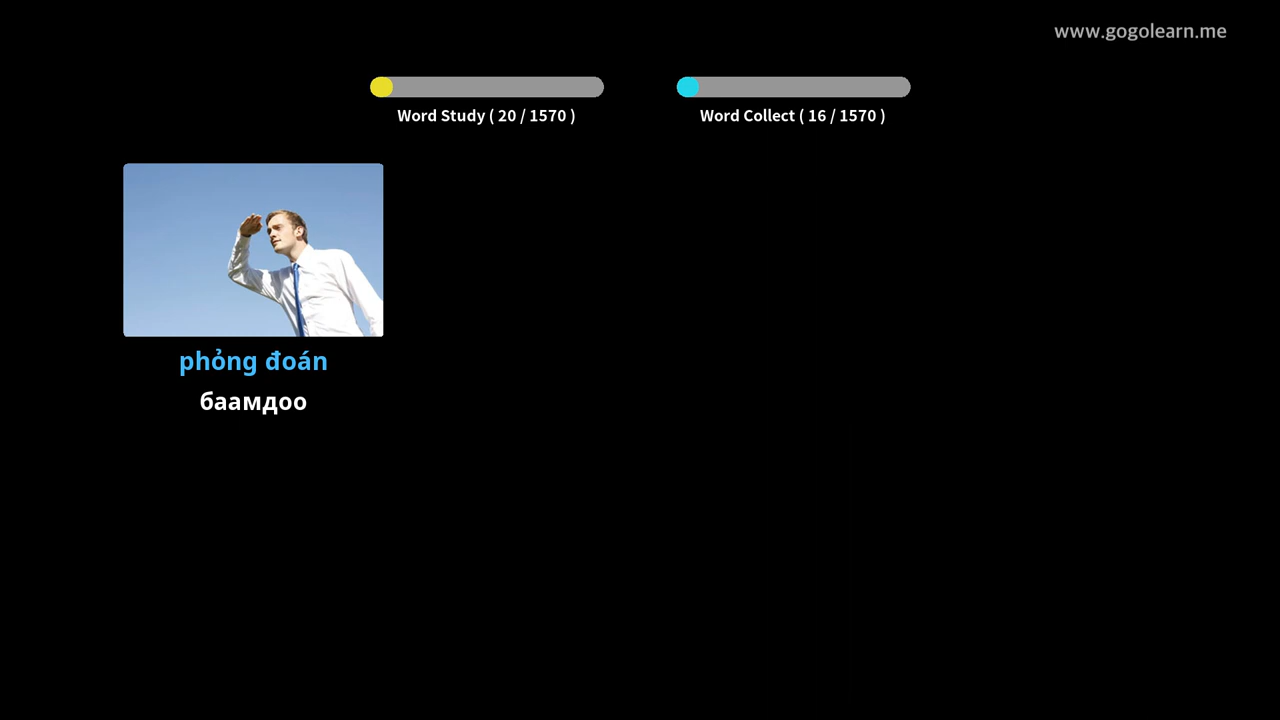 www.gogolearn.me
Word Study ( 20 / 1570 )
Word Collect ( 16 / 1570 )
phỏng đoán
баамдоо